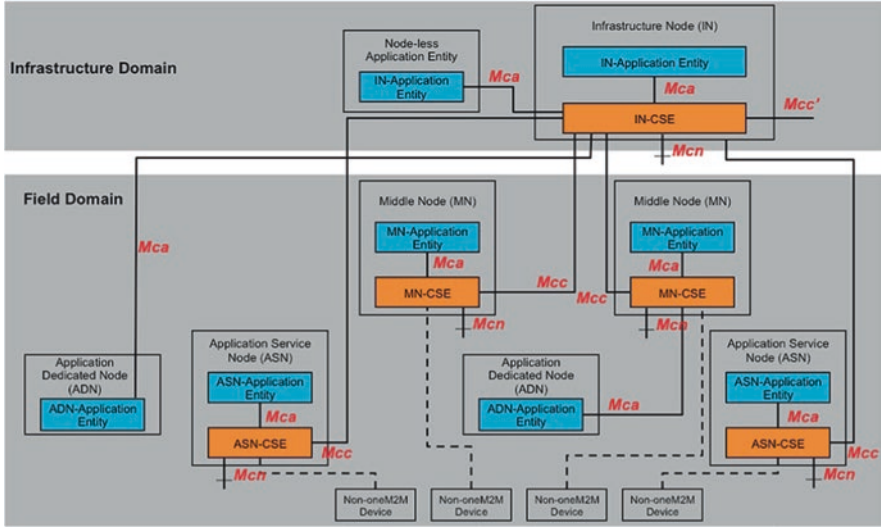 Infrastructure Domain
Node-less
Application Entity
IN-Application
Entity
Mca
Infrastructure Node (IN)
IN-Application Entity
Mca
IN-CSE
Mcc'
Mcn
Field Domain
Mca
Middle Node (MN)
MN-Application
Entity
Mca
MN-CSE
Mcc
Mcn
Middle Node (MN)
MN-Application
Entity
Mca
Mcc
MN-CSE
Mcn
Application
Dedicated Node
(ADN)
ADN-Application
Entity
Application Service
Node (ASN)
ASN-Application
Entity
Mca
ASN-CSE
Mcc
Mcn
Application
Dedicated Node
(ADN)
ADN-Application
Entity
Mca
Application Service
Node (ASN)
ASN-Application
Entity
Mca
ASN-CSE
Mcc
Mcn
Non-oneM2M
Device
Non-oneM2M
Device
Non-oneM2M
Device
Non-oneM2M
Device